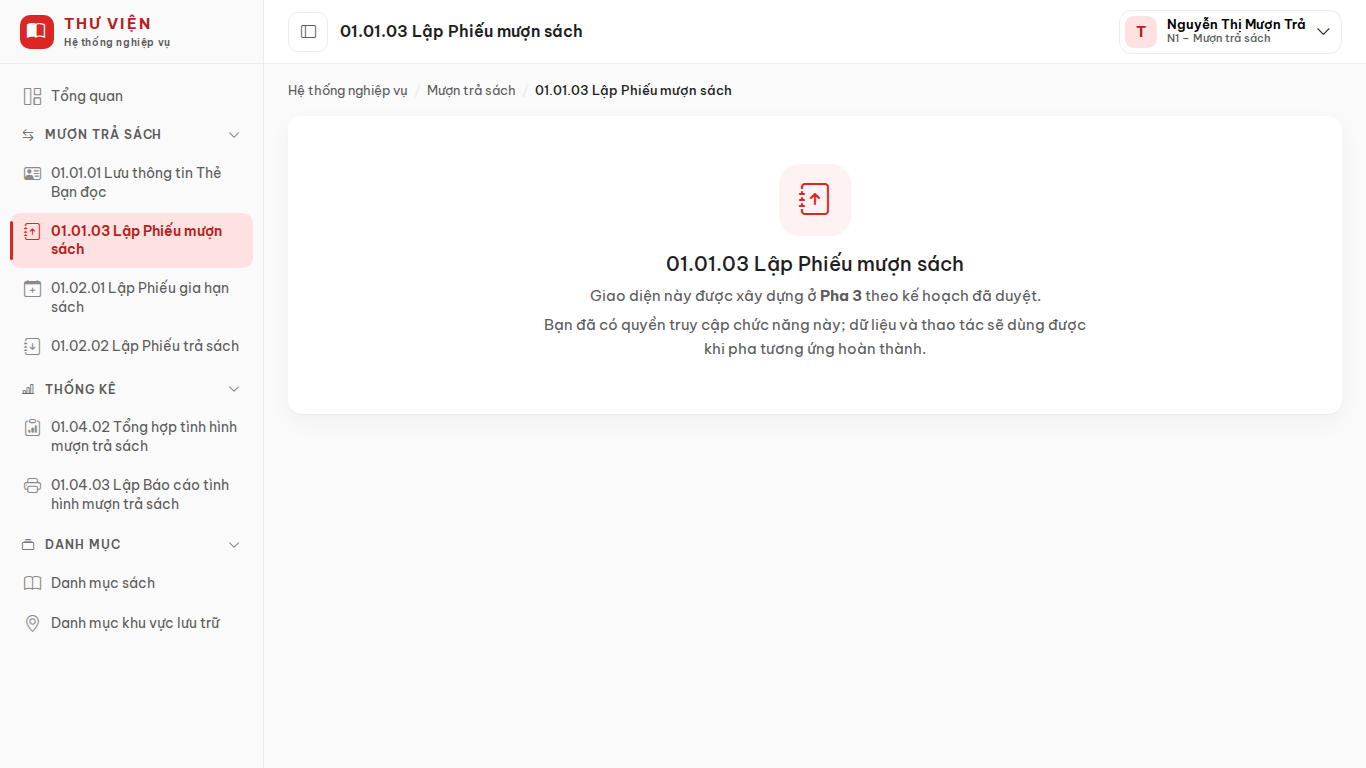 THƯ VIỆN
Hệ thống nghiệp vụ
01.01.03 Lập Phiếu mượn sách
T
Nguyễn Thị Mượn Trả
N1 – Mượn trả sách
Tổng quan
MƯỢN TRẢ SÁCH
01.01.01 Lưu thông tin Thẻ
Bạn đọc
01.01.03 Lập Phiếu mượn
sách
01.02.01 Lập Phiếu gia hạn
sách
01.02.02 Lập Phiếu trả sách
THỐNG KÊ
01.04.02 Tổng hợp tình hình
mượn trả sách
01.04.03 Lập Báo cáo tình
hình mượn trả sách
DANH MỤC
Danh mục sách
Danh mục khu vực lưu trữ
Hệ thống nghiệp vụ / Mượn trả sách / 01.01.03 Lập Phiếu mượn sách
01.01.03 Lập Phiếu mượn sách
Giao diện này được xây dựng ở Pha 3 theo kế hoạch đã duyệt.
Bạn đã có quyền truy cập chức năng này; dữ liệu và thao tác sẽ dùng được
khi pha tương ứng hoàn thành.